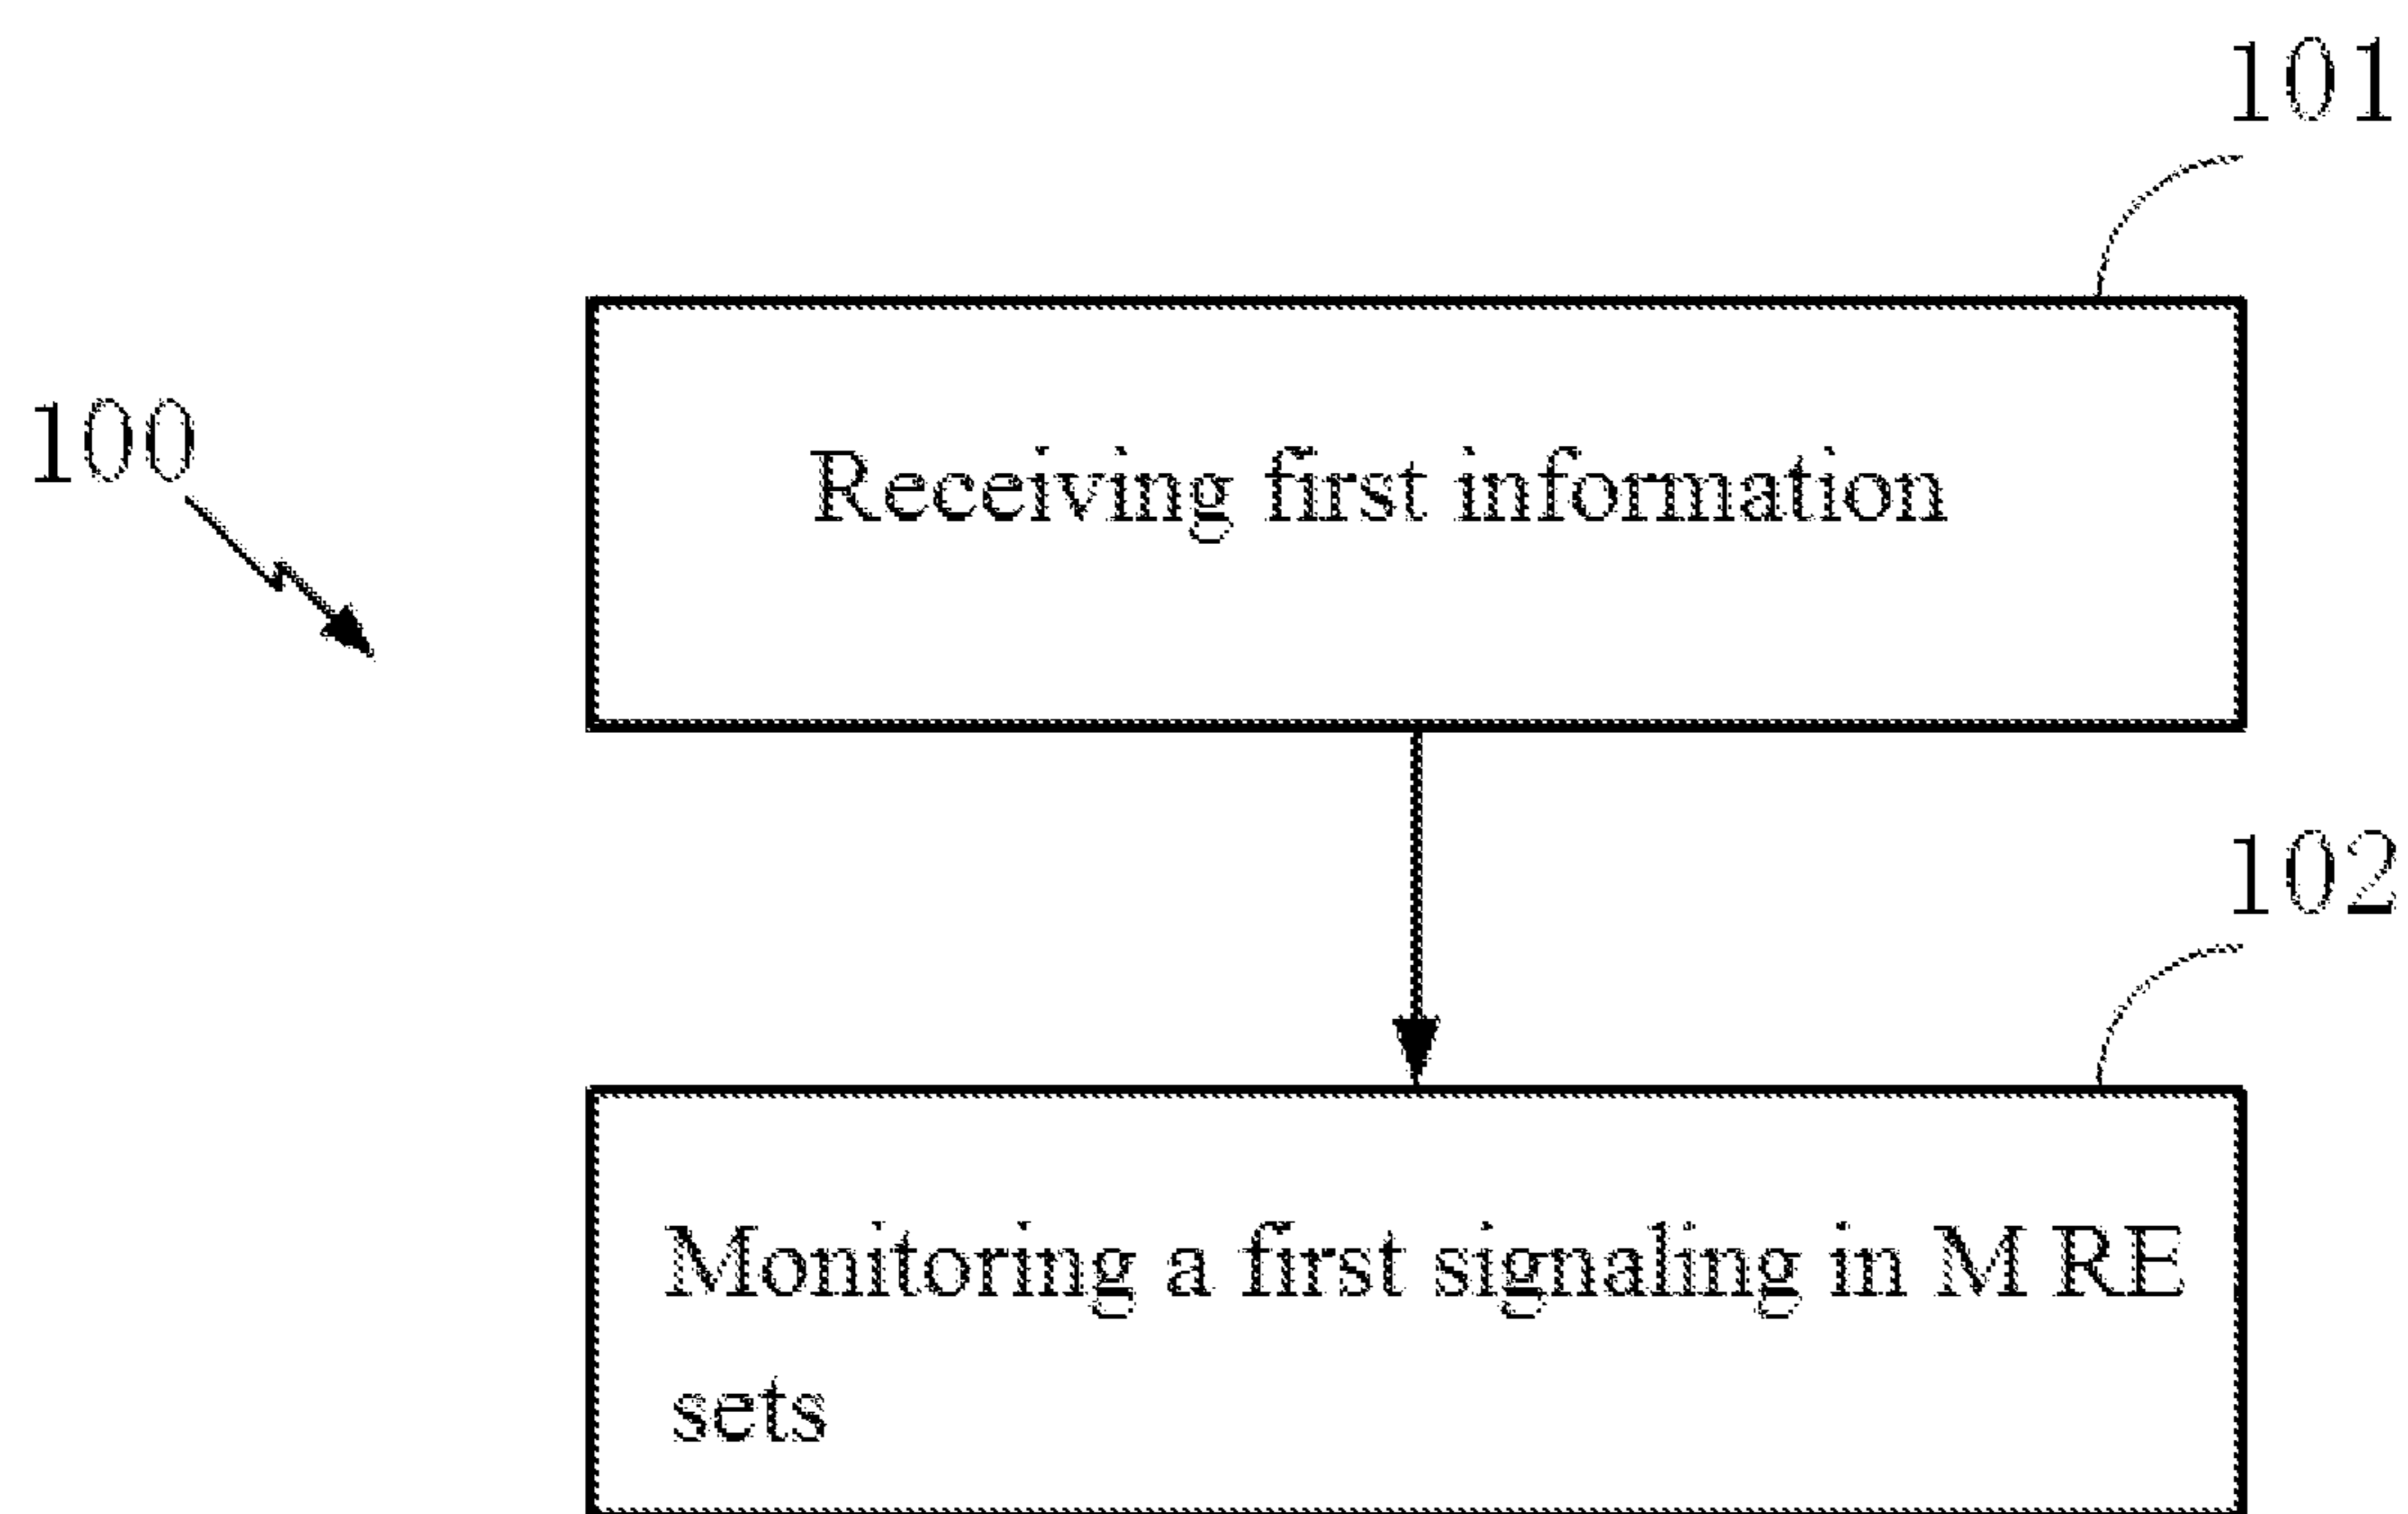 101
100
Receiving first information
102
Monitoring a first signaling in M RE
sets